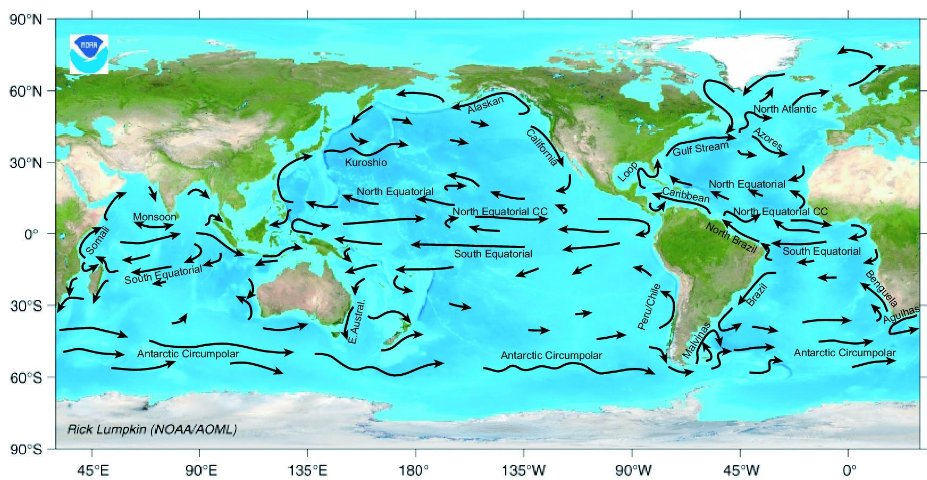 90°N
NOAA
60°N
Alaskan
North Atlantic
California
Azores
Gulf Stream
30°N
Kuroshio
Loop
North Equatorial
North Equatorial
Caribbean
Monsoon
North Equatorial CC
North Equatorial CC
0°
Somali
North Brazil
South Equatorial
South Equatorial
South Equatorial
Benguela
Brazil
30°S
Peru/Chile
E.Austral.
Agulhas
Malvinas
Antarctic Circumpolar
Antarctic Circumpolar
Antarctic Circumpolar
60°S
Rick Lumpkin (NOAA/AOML)
90°S
45°E
90°E
135°E
180°
135°W
90°W
45°W
0°